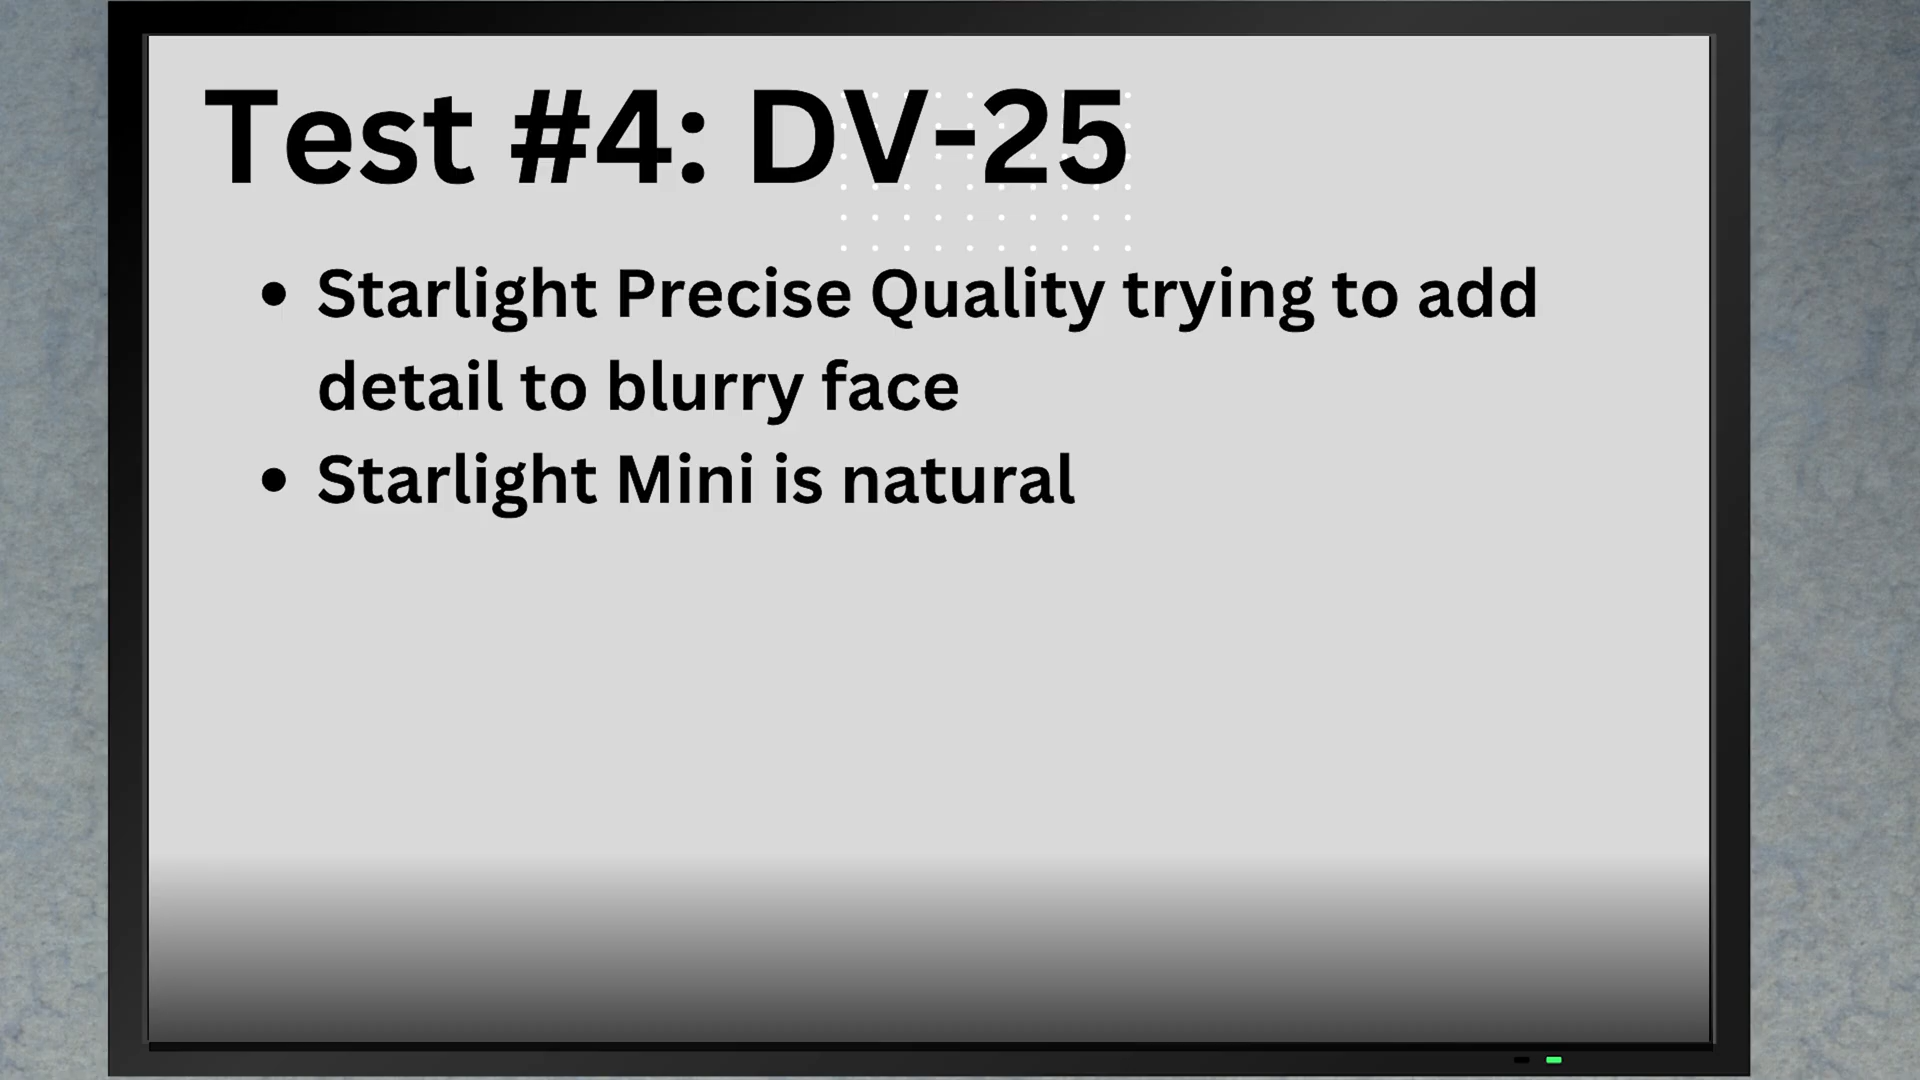 Test #4: DV-25
• Starlight Precise Quality trying to add
detail to blurry face
• Starlight Mini is natural